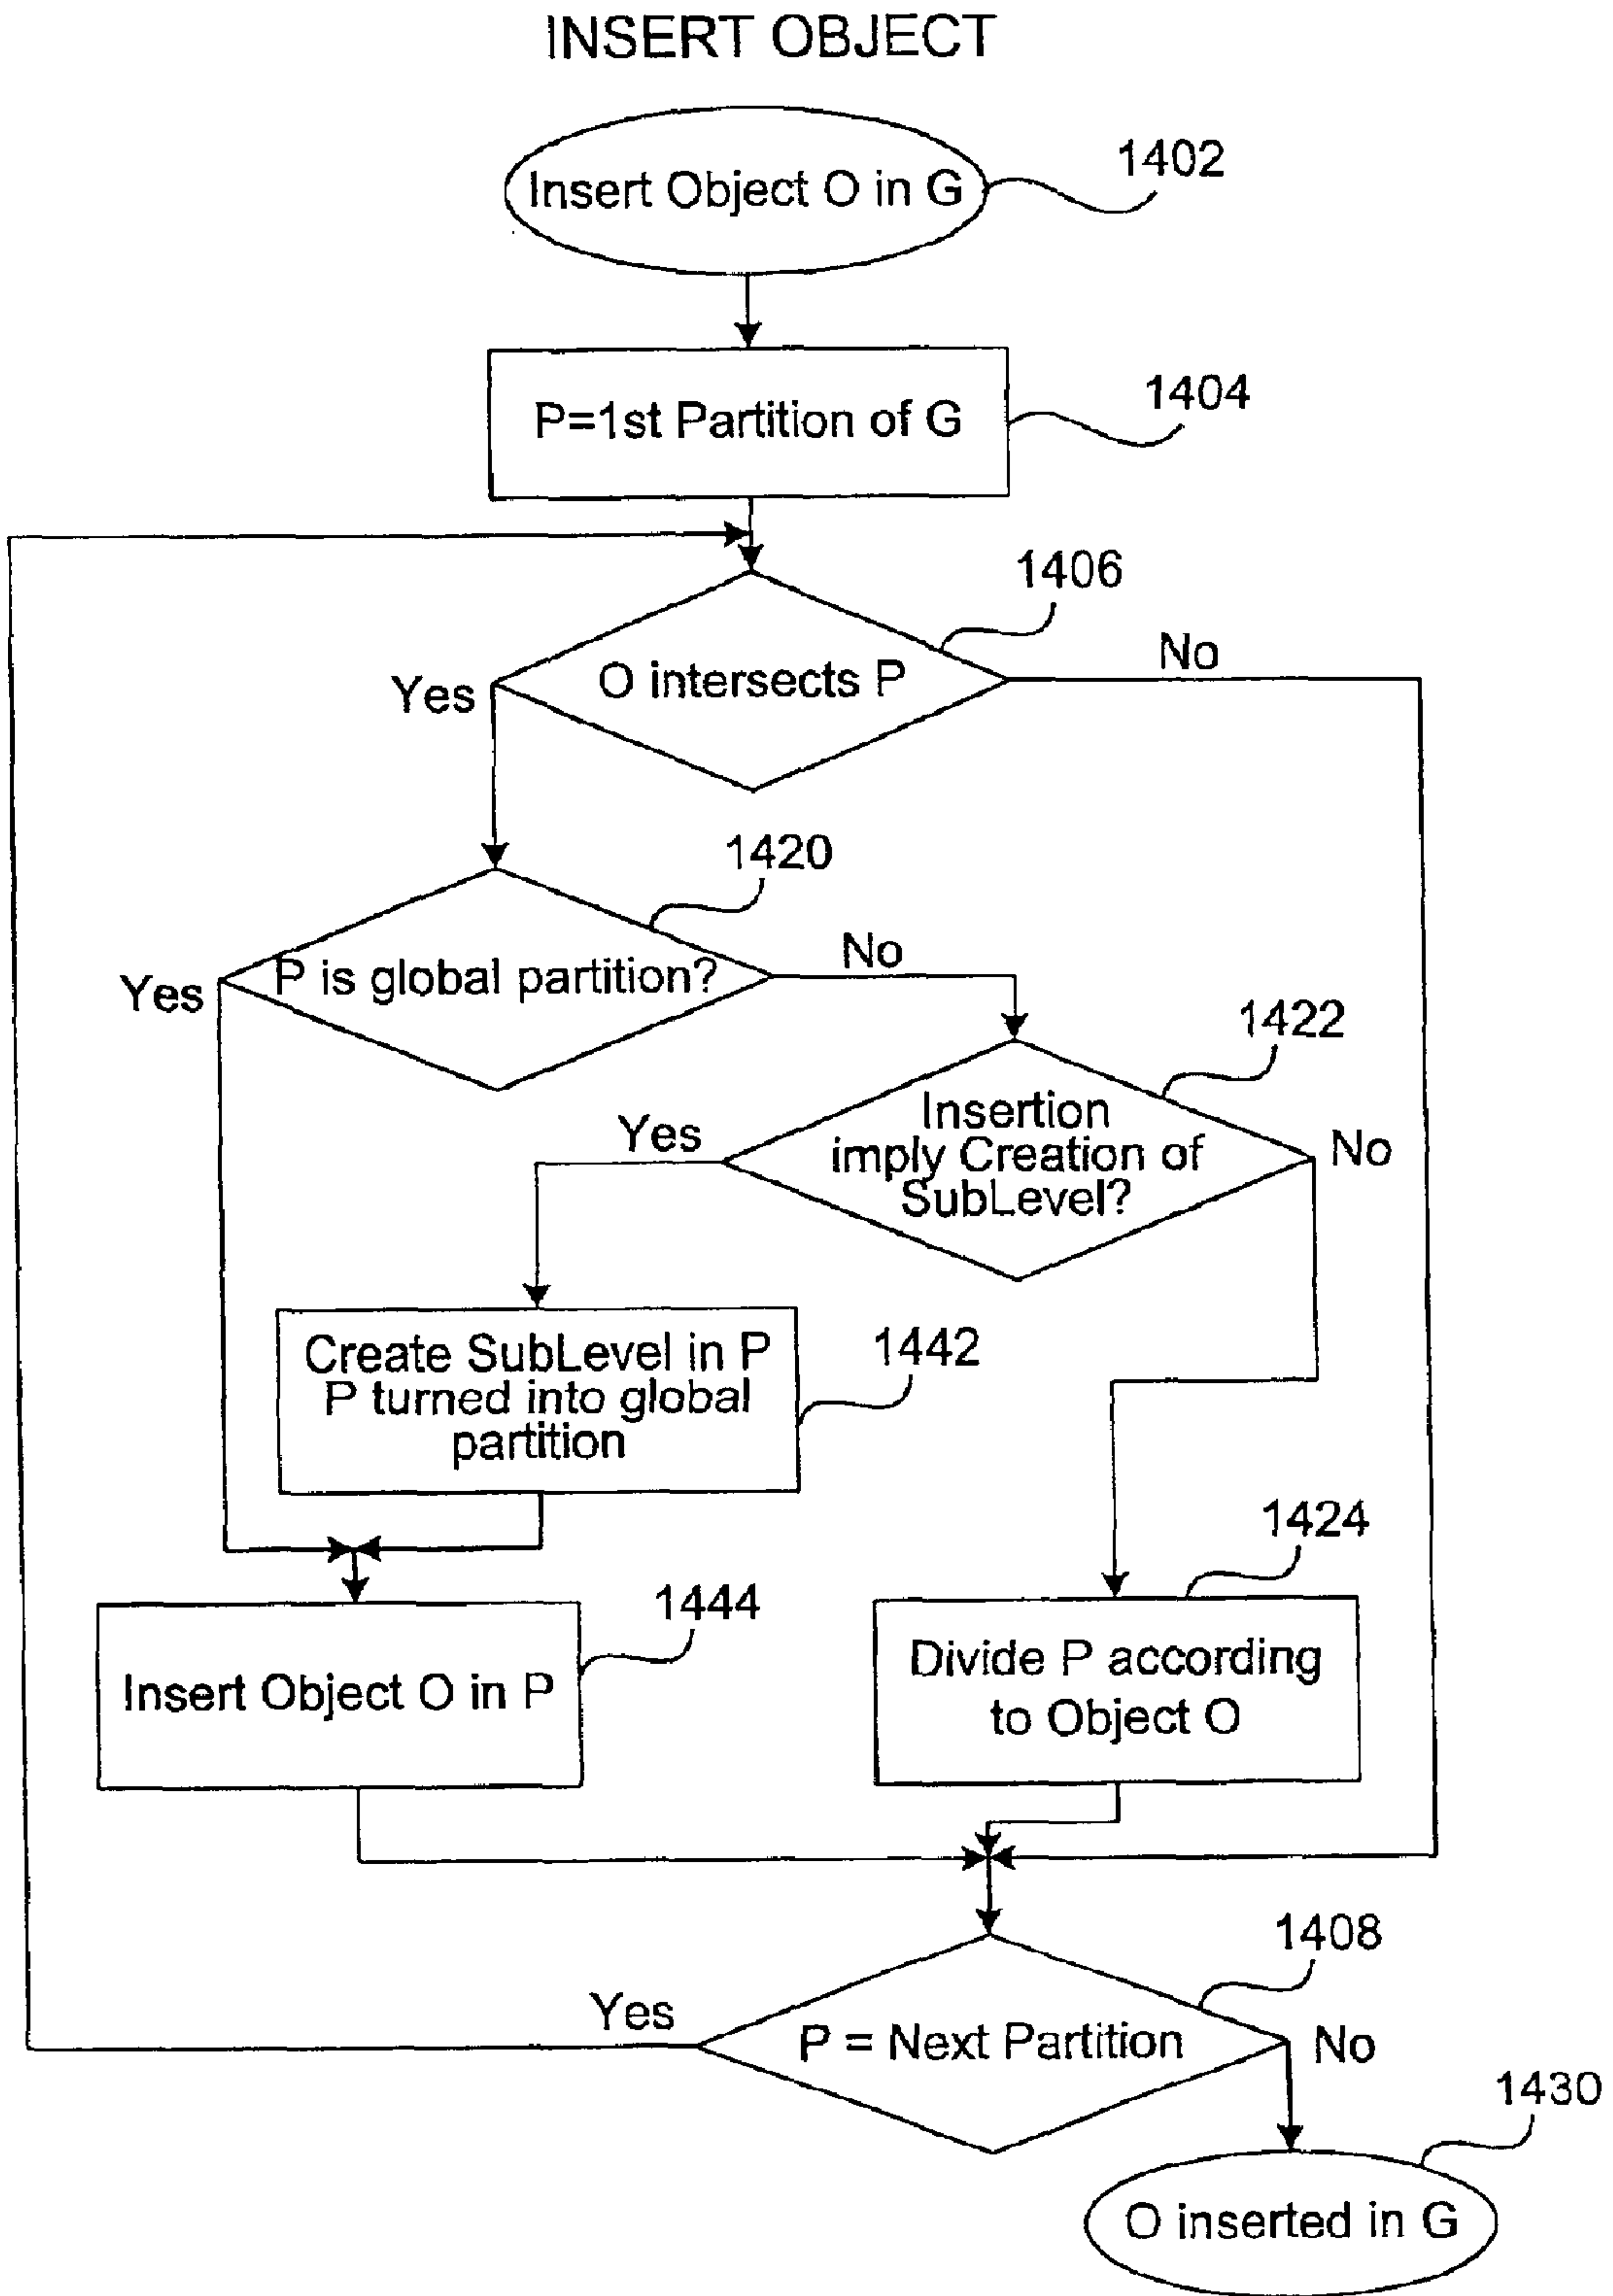 INSERT OBJECT
1402
Insert Object O in G
1404
P=1st Partition of G
1406
No
Yes
O intersects P
1420
No
Yes
P is global partition?
1422
Insertion
imply Creation of
SubLevel?
Yes
No
Create SubLevel in P
P turned into global
partition
1442
1424
1444
Insert Object O in P
Divide P according
to Object O
1408
Yes
P = Next Partition
No
1430
O inserted in G